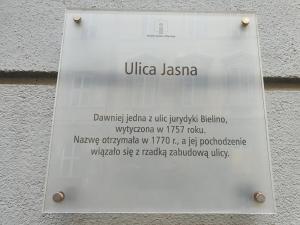 Ulica Jasna
Dawniej jedna z ulic jurydyki Bielino,
wytyczona w 1757 roku.
Nazwę otrzymała w 1770 r., a jej pochodzenie
wiązało się z rzadką zabudową ulicy.